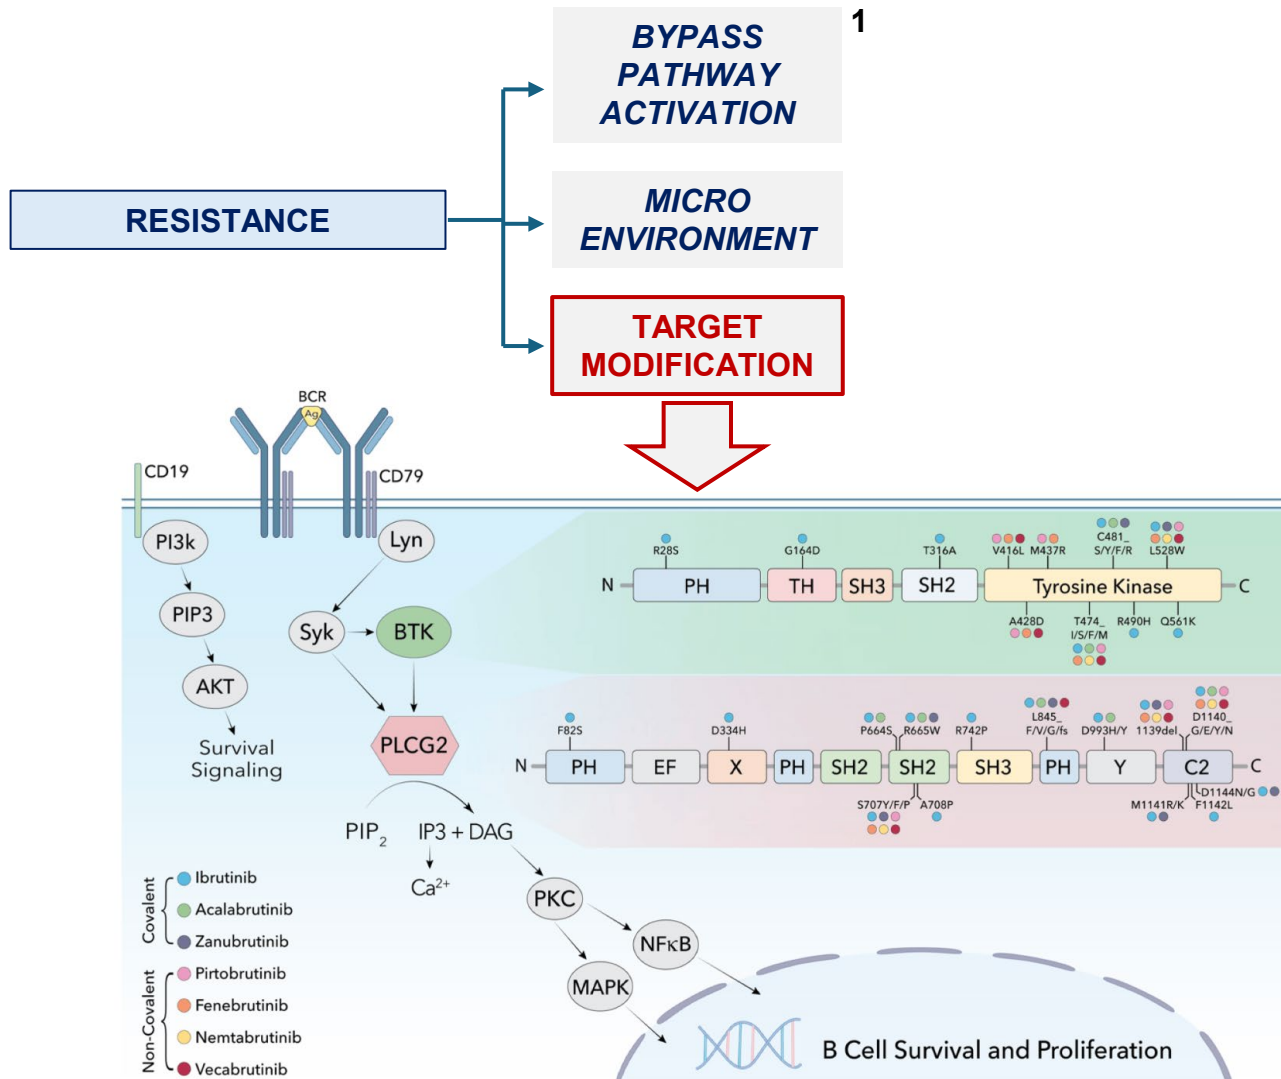 BYPASS
PATHWAY
ACTIVATION
1
RESISTANCE
MICRO
ENVIRONMENT
TARGET
MODIFICATION
BCR
Ag
CD19
CD79
PI3k
Lyn
PIP3
Syk
BTK
AKT
PLCG2
Survival
Signaling
PIP2
IP3 + DAG
Ca2+
PKC
NFκB
MAPK
B Cell Survival and Proliferation
R28S
G164D
T316A
V416L
M437R
C481_
S/Y/F/R
L528W
N
PH
TH
SH3
SH2
Tyrosine Kinase
C
A428D
T474_
I/S/F/M
R490H
Q561K
F82S
D334H
P664S
R665W
R742P
L845_
F/V/G/fs
D993H/Y
1139del
D1140_
G/E/Y/N
N
PH
EF
X
PH
SH2
SH2
SH3
PH
Y
C2
C
S707Y/F/P
A708P
M1141R/K
F1142L
D1144N/G
Covalent
Ibrutinib
Acalabrutinib
Zanubrutinib
Non-Covalent
Pirtobrutinib
Fenebrutinib
Nemtabrutinib
Vecabrutinib